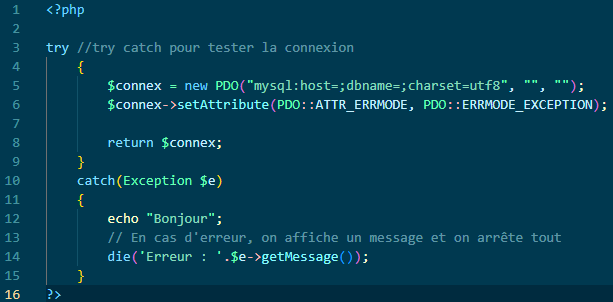 1 <?php
2
3 try //try catch pour tester la connexion
4 {
5 $connex = new PDO("mysql:host=;dbname=;charset=utf8", "", "");
6 $connex->setAttribute(PDO::ATTR_ERRMODE, PDO::ERRMODE_EXCEPTION);
7
8 return $connex;
9 }
10 catch(Exception $e)
11 {
12 echo "Bonjour";
13 // En cas d'erreur, on affiche un message et on arrête tout
14 die('Erreur : '.$e->getMessage());
15 }
16 ?>